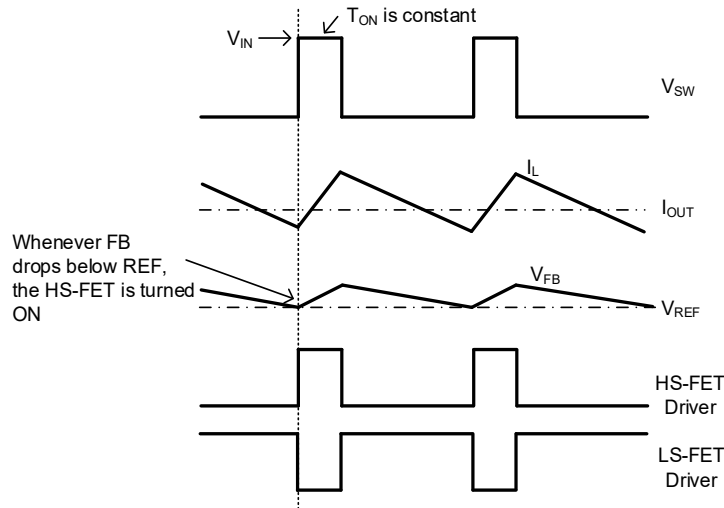 T_ON is constant
V_IN
V_SW
I_L
I_OUT
Whenever FB
drops below REF,
the HS-FET is turned
ON
V_FB
V_REF
HS-FET
Driver
LS-FET
Driver